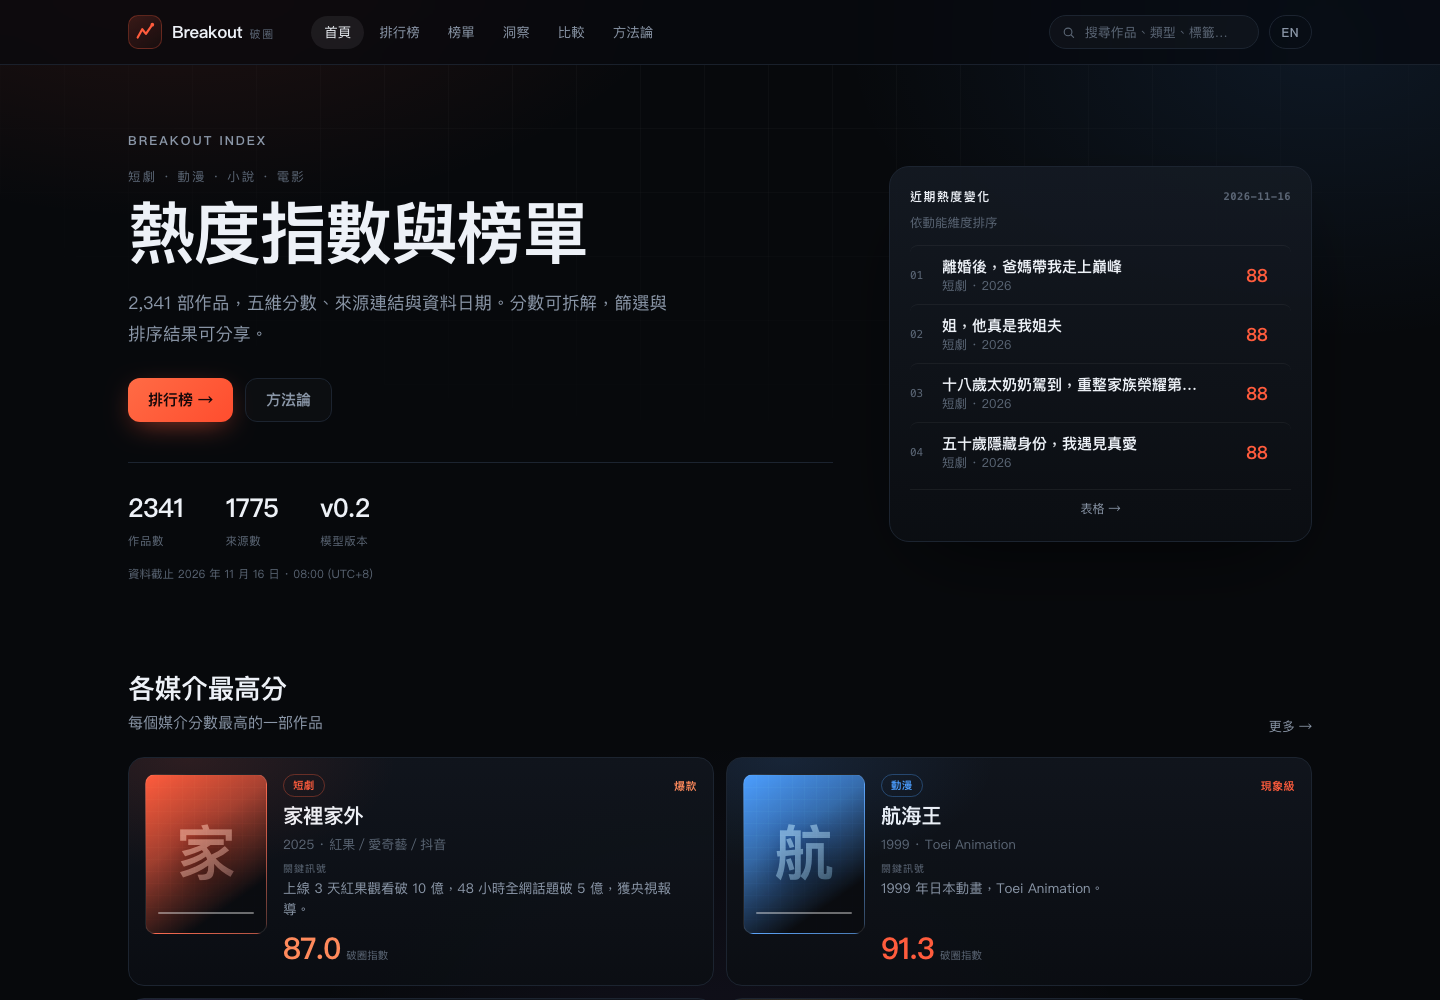 Breakout 破圈
首頁 排行榜 榜單 洞察 比較 方法論
搜尋作品、類型、標籤...
EN
BREAKOUT INDEX
短劇 · 動漫 · 小說 · 電影
熱度指數與榜單
2,341 部作品，五維分數、來源連結與資料日期。分數可拆解，篩選與
排序結果可分享。
排行榜 →
方法論
2341 1775 v0.2
作品數 來源數 模型版本
資料截止 2026 年 11 月 16 日 · 08:00 (UTC+8)
近期熱度變化 2026-11-16
依動能維度排序
01 離婚後，爸媽帶我走上巔峰 88
短劇 · 2026
02 姐，他真是我姐夫 88
短劇 · 2026
03 十八歲太奶奶駕到，重整家族榮耀第... 88
短劇 · 2026
04 五十歲隱藏身份，我遇見真愛 88
短劇 · 2026
表格 →
各媒介最高分
每個媒介分數最高的一部作品
更多 →
家
短劇 爆款
家裡家外
2025 · 紅果 / 愛奇藝 / 抖音
關鍵訊號
上線 3 天紅果觀看破 10 億，48 小時全網話題破 5 億，獲央視報
導。
87.0 破圈指數
航
動漫 現象級
航海王
1999 · Toei Animation
關鍵訊號
1999 年日本動畫，Toei Animation。
91.3 破圈指數